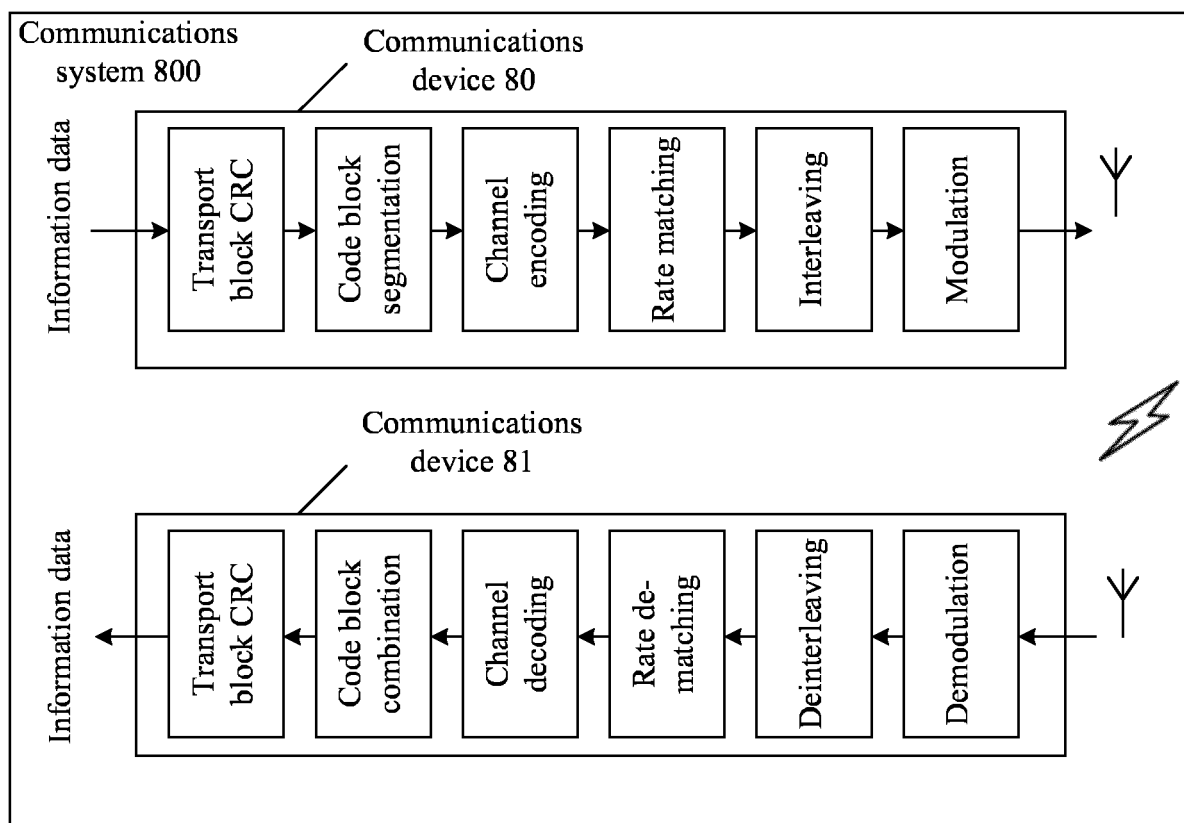 Communications
system 800
Communications
device 80
Information data
Transport
block CRC
Code block
segmentation
Channel
encoding
Rate matching
Interleaving
Modulation
Communications
device 81
Information data
Transport
block CRC
Code block
combination
Channel
decoding
Rate de-
matching
Deinterleaving
Demodulation